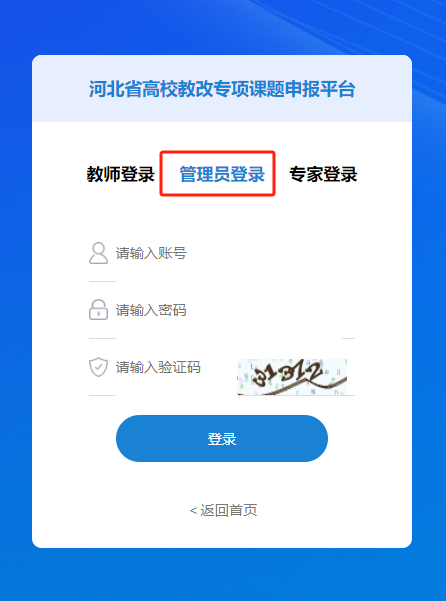 河北省高校教改专项课题申报平台
教师登录 管理员登录 专家登录
请输入账号
请输入密码
请输入验证码
登录
< 返回首页